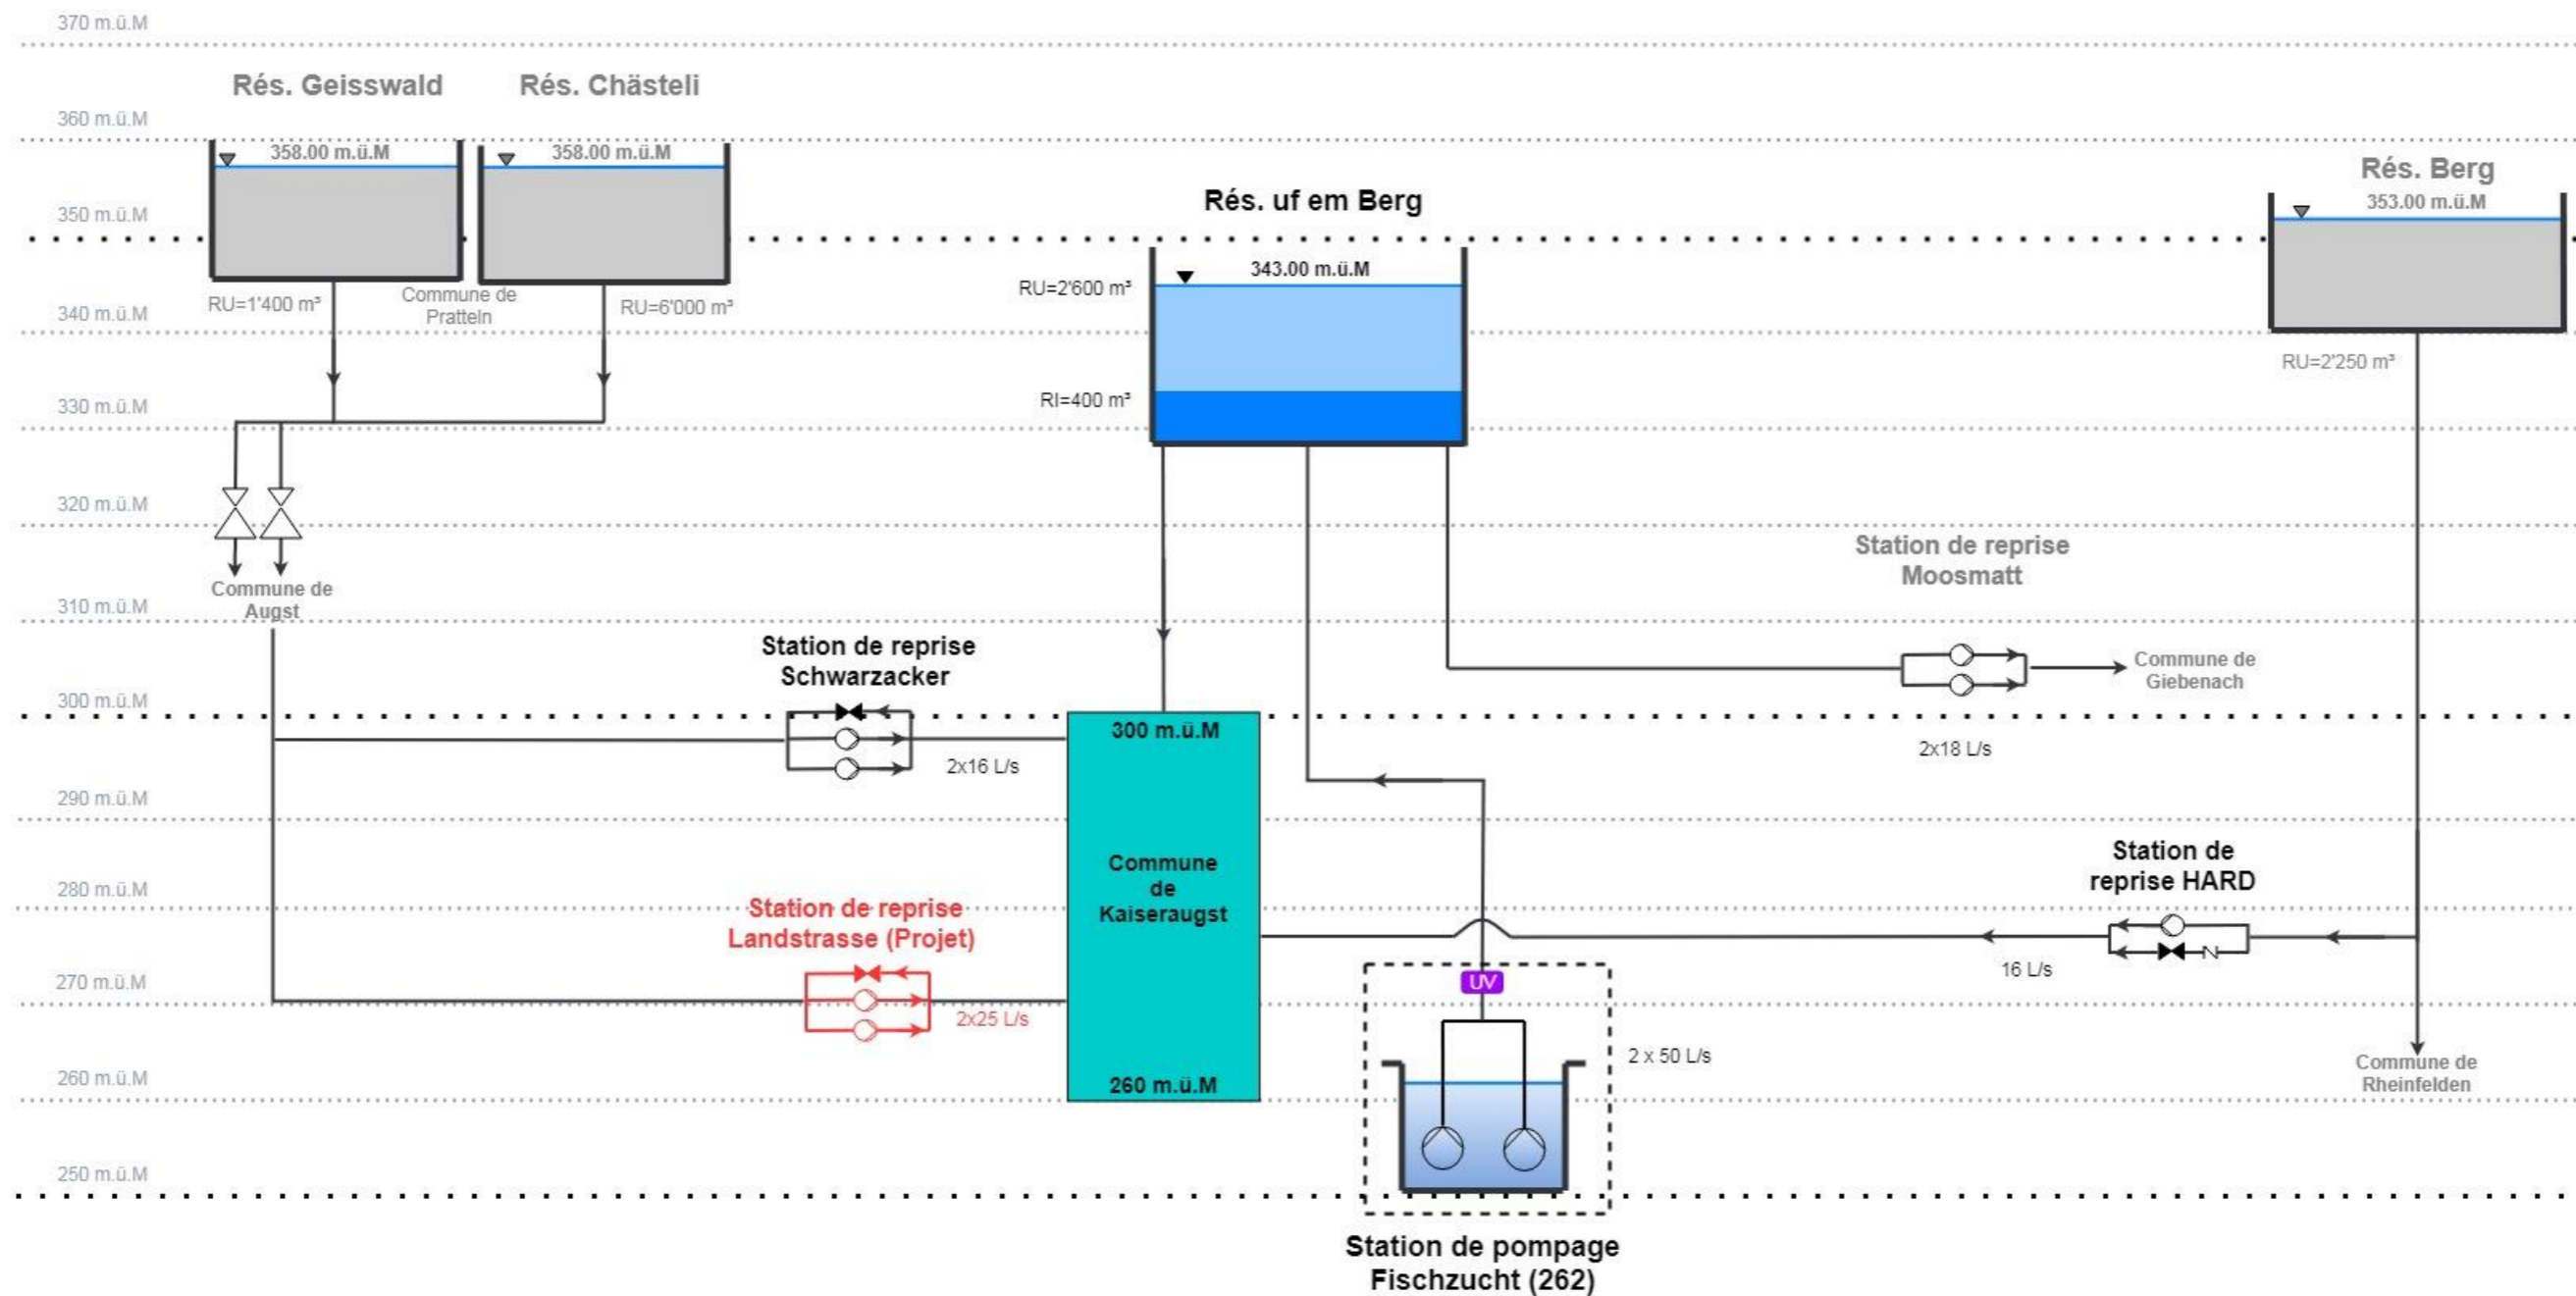 370 m.ü.M
Rés. Geisswald
Rés. Chästeli
360 m.ü.M
358.00 m.ü.M
358.00 m.ü.M
Rés. Berg
353.00 m.ü.M
Rés. uf em Berg
350 m.ü.M
343.00 m.ü.M
RU=2'600 m³
RU=1'400 m³
Commune de
Pratteln
RU=6'000 m³
340 m.ü.M
RU=2'250 m³
RI=400 m³
330 m.ü.M
320 m.ü.M
Station de reprise
Moosmatt
Commune de
Augst
310 m.ü.M
Station de reprise
Schwarzacker
Commune de
Giebenach
300 m.ü.M
300 m.ü.M
2x16 L/s
2x18 L/s
290 m.ü.M
Station de
reprise HARD
Commune
de
Kaiseraugst
280 m.ü.M
Station de reprise
Landstrasse (Projet)
16 L/s
270 m.ü.M
UV
2x25 L/s
2 x 50 L/s
Commune de
Rheinfelden
260 m.ü.M
260 m.ü.M
250 m.ü.M
Station de pompage
Fischzucht (262)